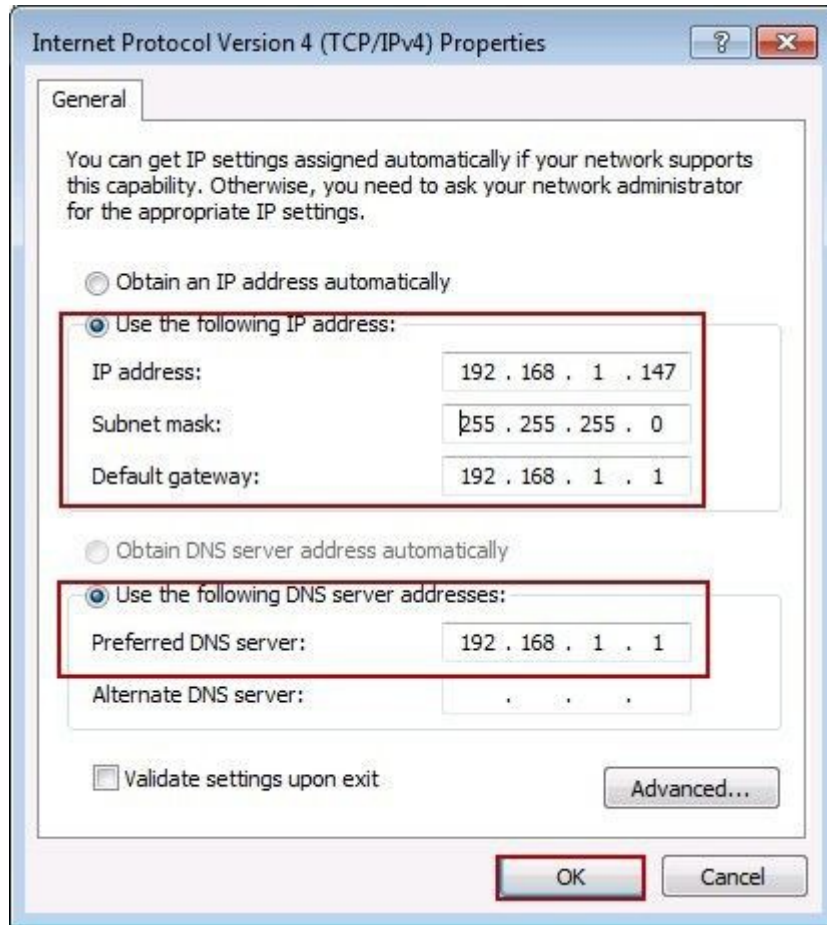 Internet Protocol Version 4 (TCP/IPv4) Properties
General
You can get IP settings assigned automatically if your network supports
this capability. Otherwise, you need to ask your network administrator
for the appropriate IP settings.
Obtain an IP address automatically
Use the following IP address:
IP address: 192 . 168 . 1 . 147
Subnet mask: 255 . 255 . 255 . 0
Default gateway: 192 . 168 . 1 . 1
Obtain DNS server address automatically
Use the following DNS server addresses:
Preferred DNS server: 192 . 168 . 1 . 1
Alternate DNS server: . . .
Validate settings upon exit
Advanced...
OK Cancel